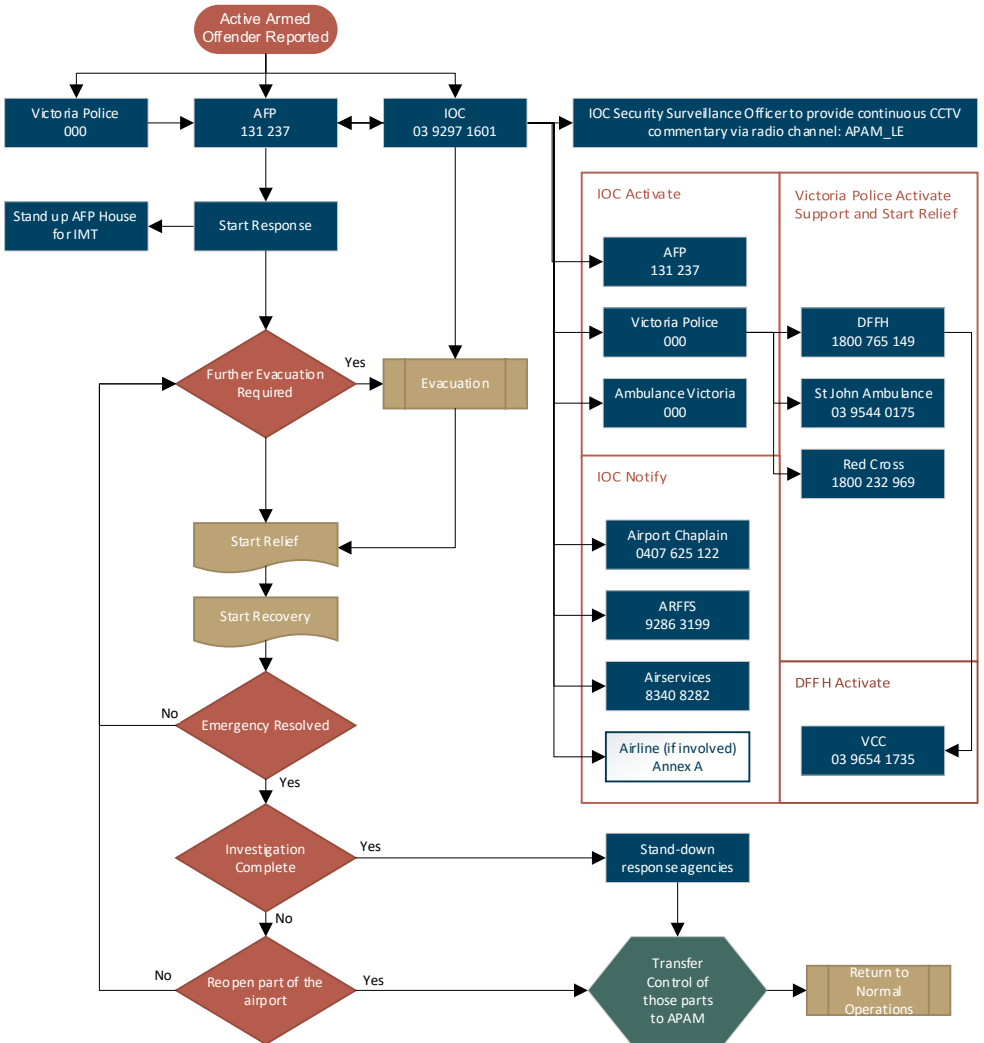 Active Armed
Offender Reported
Victoria Police
000
AFP
131 237
IOC
03 9297 1601
IOC Security Surveillance Officer to provide continuous CCTV
commentary via radio channel: APAM_LE
Stand up AFP House
for IMT
Start Response
IOC Activate
Victoria Police Activate
Support and Start Relief
AFP
131 237
Victoria Police
000
DFFH
1800 765 149
Further Evacuation
Required
Yes
Evacuation
Ambulance Victoria
000
St John Ambulance
03 9544 0175
IOC Notify
Red Cross
1800 232 969
Start Relief
Airport Chaplain
0407 625 122
Start Recovery
ARFFS
9286 3199
Airservices
8340 8282
DFFH Activate
No
Emergency Resolved
Yes
Airline (if involved)
Annex A
VCC
03 9654 1735
Investigation
Complete
Yes
Stand-down
response agencies
No
No
Reopen part of the
airport
Yes
Transfer
Control of
those parts
to APAM
Return to
Normal
Operations